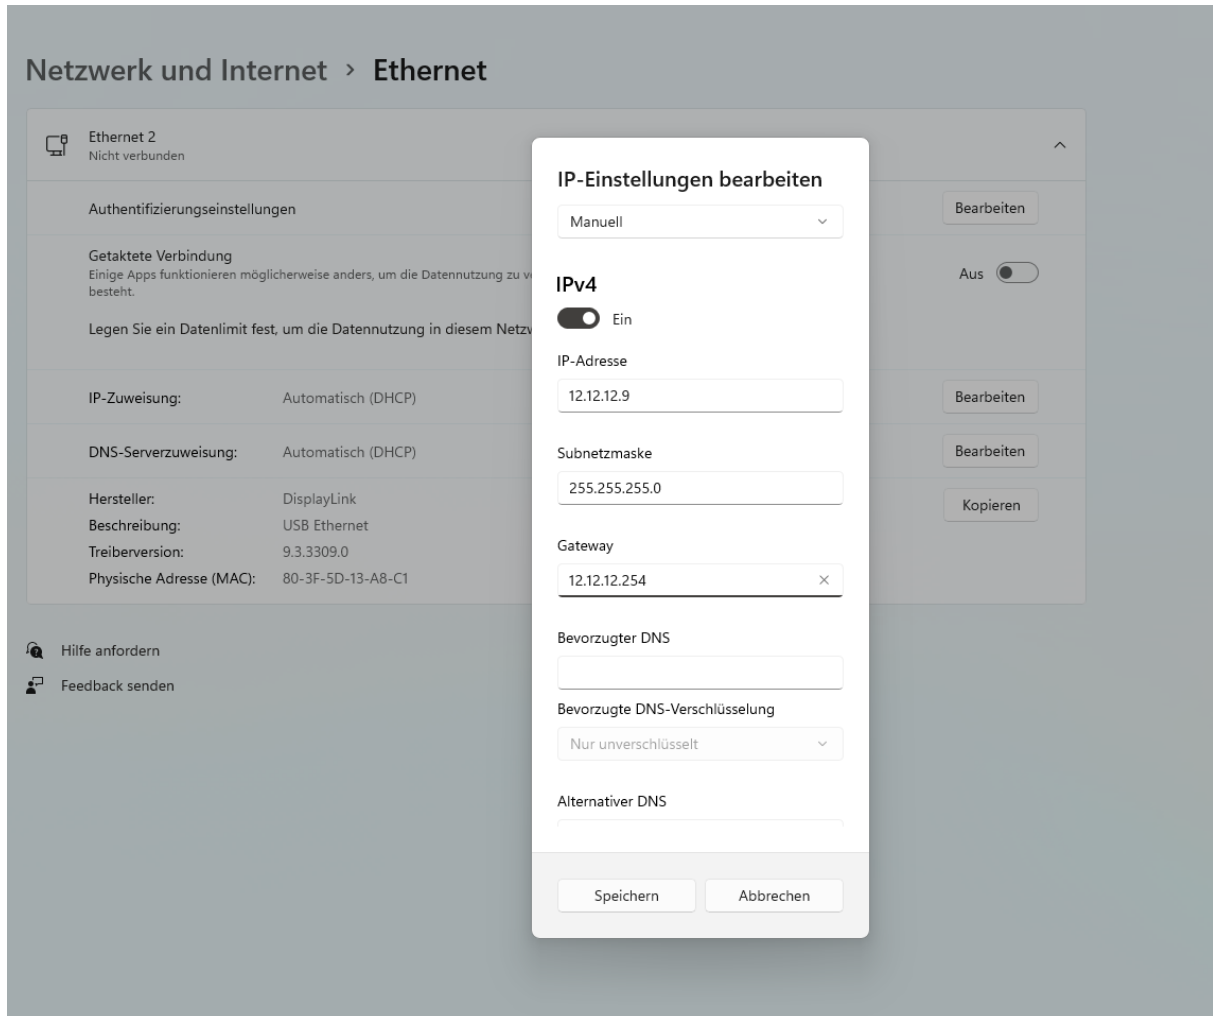 Netzwerk und Internet › Ethernet
Ethernet 2
Nicht verbunden
Authentifizierungseinstellungen
Bearbeiten
Getaktete Verbindung
Einige Apps funktionieren möglicherweise anders, um die Datennutzung zu
besteht.
Aus
Legen Sie ein Datenlimit fest, um die Datennutzung in diesem
IP-Zuweisung: Automatisch (DHCP)
Bearbeiten
DNS-Serverzuweisung: Automatisch (DHCP)
Bearbeiten
Hersteller: DisplayLink
Beschreibung: USB Ethernet
Treiberversion: 9.3.3309.0
Physische Adresse (MAC): 80-3F-5D-13-A8-C1
Kopieren
Hilfe anfordern
Feedback senden
IP-Einstellungen bearbeiten
Manuell
IPv4
Ein
IP-Adresse
12.12.12.9
Subnetzmaske
255.255.255.0
Gateway
12.12.12.254
Bevorzugter DNS
Bevorzugte DNS-Verschlüsselung
Nur unverschlüsselt
Alternativer DNS
Speichern
Abbrechen